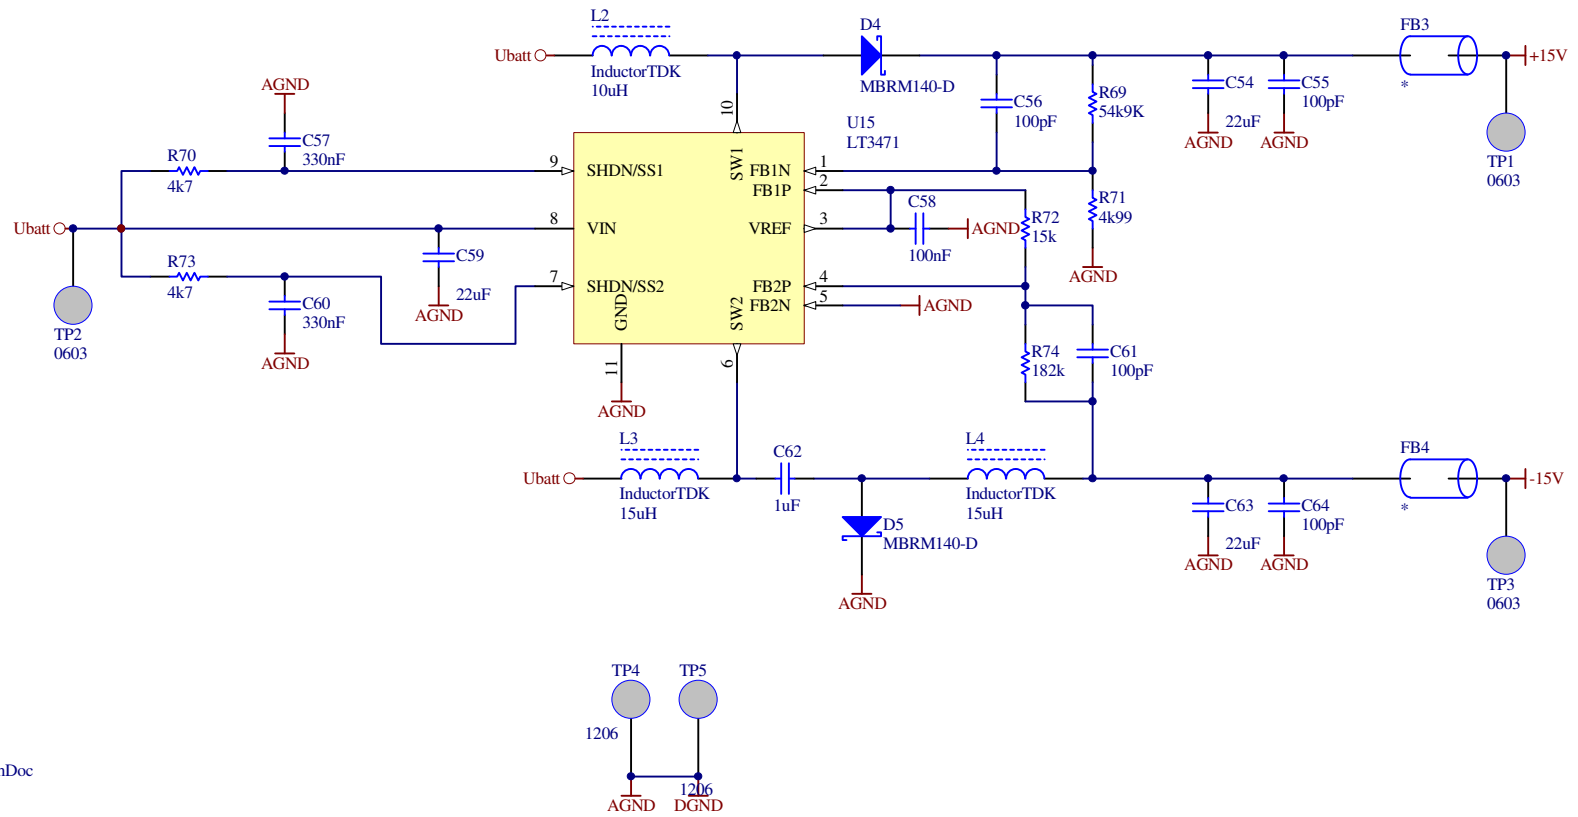 L2
Ubatt
InductorTDK
10uH
D4
MBRM140-D
FB3
*
+15V
TP1
0603
C56
100pF
R69
54k9K
C54
22uF
AGND
C55
100pF
AGND
AGND
C57
330nF
R70
4k7
U15
LT3471
10
SW1
9
SHDN/SS1
8
VIN
7
SHDN/SS2
GND
11
AGND
SW2
6
FB1N
1
FB1P
2
VREF
3
FB2P
4
FB2N
5
C58
100nF
AGND
R72
15k
R71
4k99
AGND
AGND
Ubatt
TP2
0603
R73
4k7
C60
330nF
AGND
C59
22uF
AGND
R74
182k
C61
100pF
L3
Ubatt
InductorTDK
15uH
C62
1uF
D5
MBRM140-D
AGND
L4
InductorTDK
15uH
C63
22uF
AGND
C64
100pF
AGND
FB4
*
-15V
TP3
0603
TP4
1206
AGND
TP5
1206
DGND
nDoc